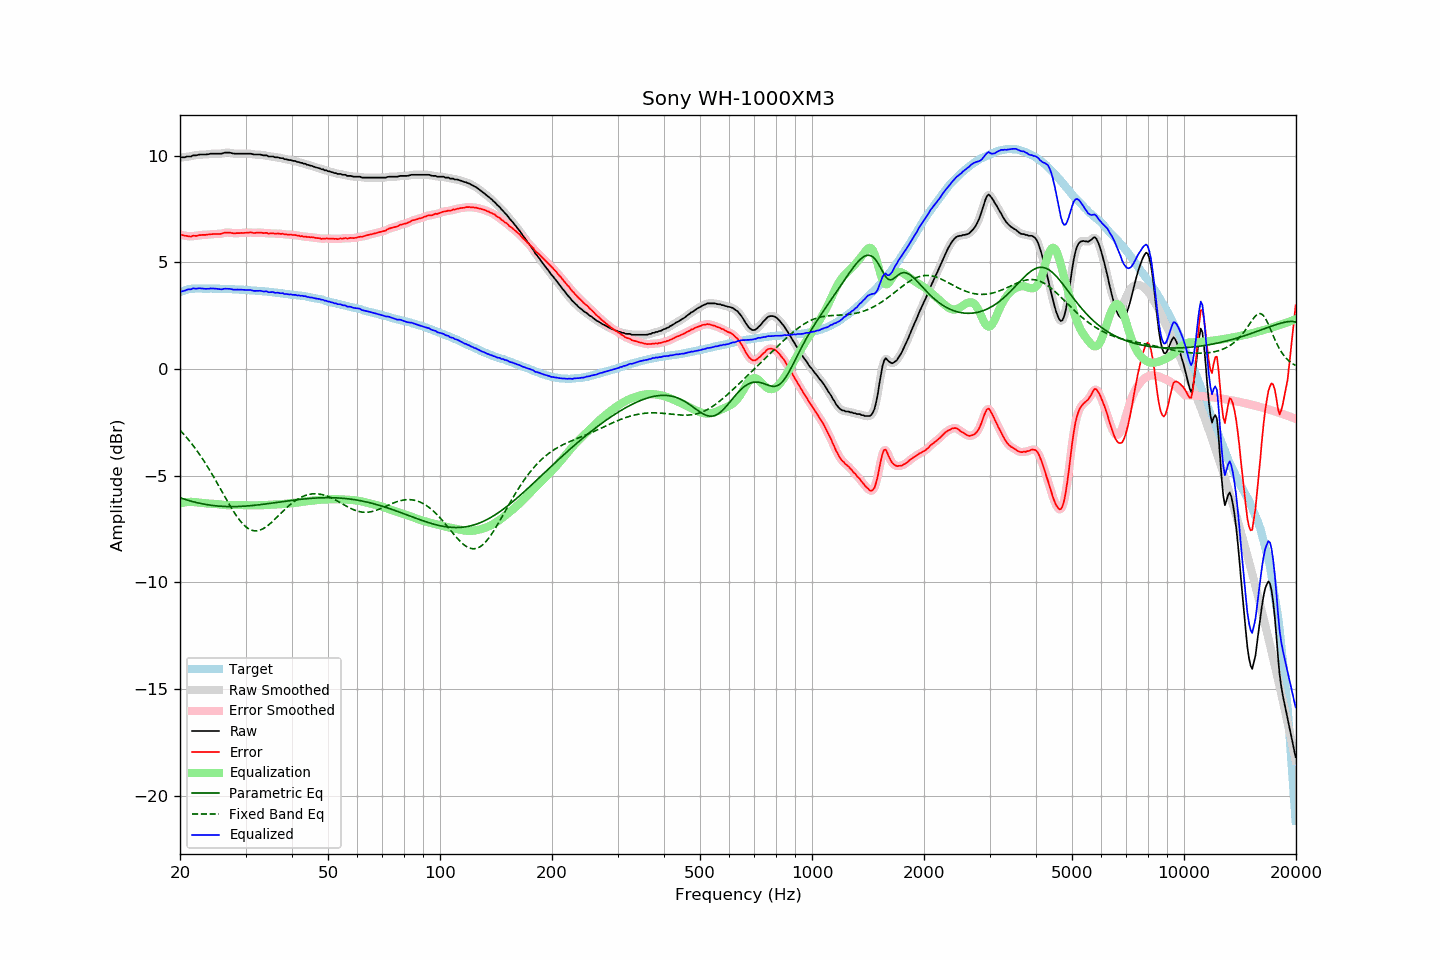 Sony WH-1000XM3
Amplitude (dBr)
10
5
0
−5
−10
−15
−20
Target
Raw Smoothed
Error Smoothed
Raw
Error
Equalization
Parametric Eq
Fixed Band Eq
Equalized
20 50 100 200 500 1000 2000 5000 10000 20000
Frequency (Hz)